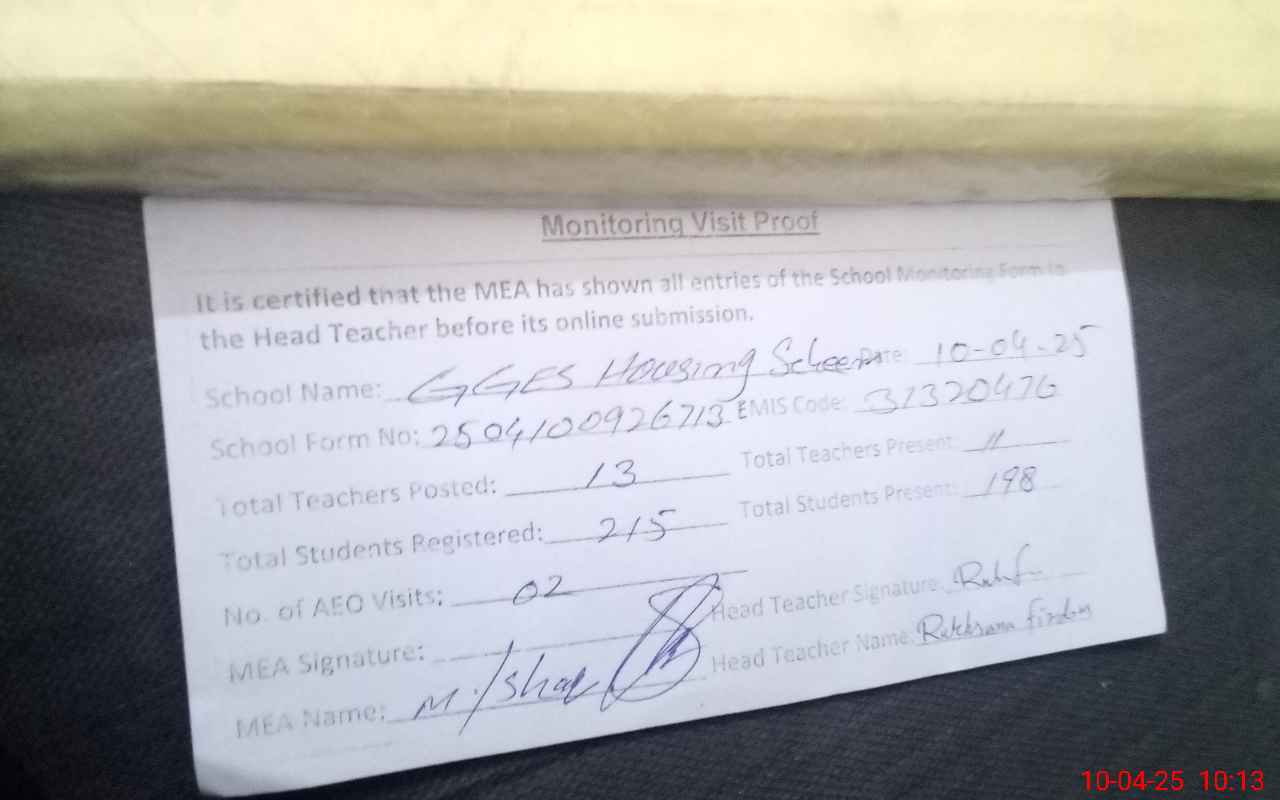 Monitoring Visit Proof
It is certified that the MEA has shown all entries of the School Monitoring Form to
the Head Teacher before its online submission.
School Name: GGES Housing Scheem Date: 10-04-25
School Form No: 2504100926713 EMIS Code: 31320476
Total Teachers Posted: 13 Total Teachers Present: 11
Total Students Registered: 215 Total Students Present: 198
No. of AEO Visits: 02
MEA Signature: Head Teacher Signature:
MEA Name: M. Head Teacher Name: Rukhsana Firdos
10-04-25 10:13